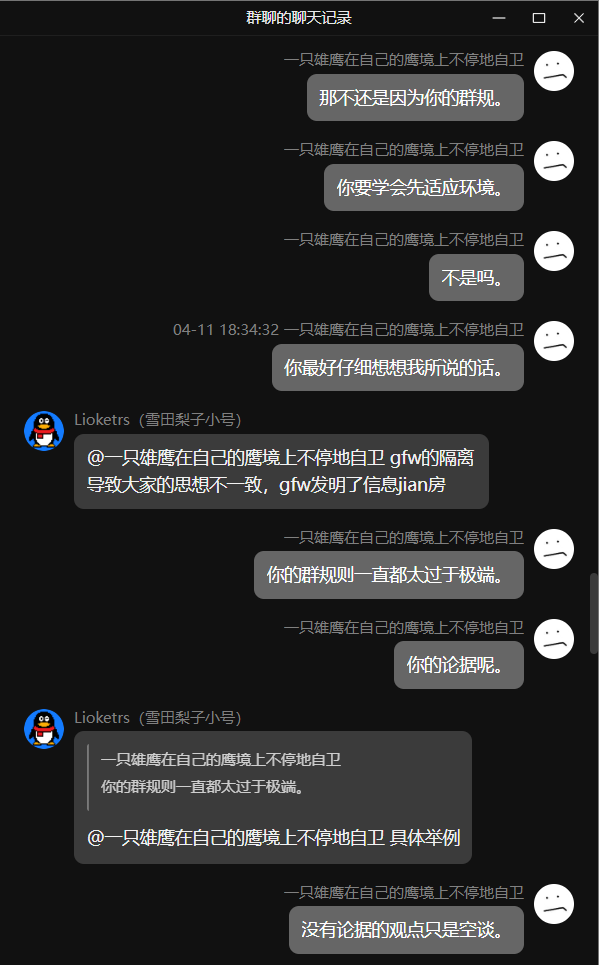 群聊的聊天记录
一只雄鹰在自己的鹰境上不停地自卫
那不还是因为你的群规。
一只雄鹰在自己的鹰境上不停地自卫
你要学会先适应环境。
一只雄鹰在自己的鹰境上不停地自卫
不是吗。
04-11 18:34:32 一只雄鹰在自己的鹰境上不停地自卫
你最好仔细想想我所说的话。
Lioketrs（雪田梨子小号）
@一只雄鹰在自己的鹰境上不停地自卫 gfw的隔离
导致大家的思想不一致，gfw发明了信息jian房
一只雄鹰在自己的鹰境上不停地自卫
你的群规则一直都太过于极端。
一只雄鹰在自己的鹰境上不停地自卫
你的论据呢。
Lioketrs（雪田梨子小号）
一只雄鹰在自己的鹰境上不停地自卫
你的群规则一直都太过于极端。
@一只雄鹰在自己的鹰境上不停地自卫 具体举例
一只雄鹰在自己的鹰境上不停地自卫
没有论据的观点只是空谈。